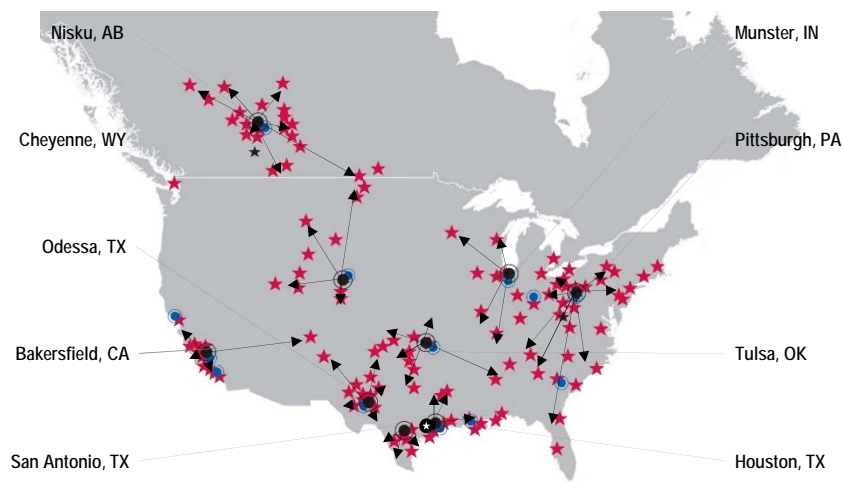 Nisku, AB
Munster, IN
Cheyenne, WY
Pittsburgh, PA
Odessa, TX
Bakersfield, CA
Tulsa, OK
San Antonio, TX
Houston, TX